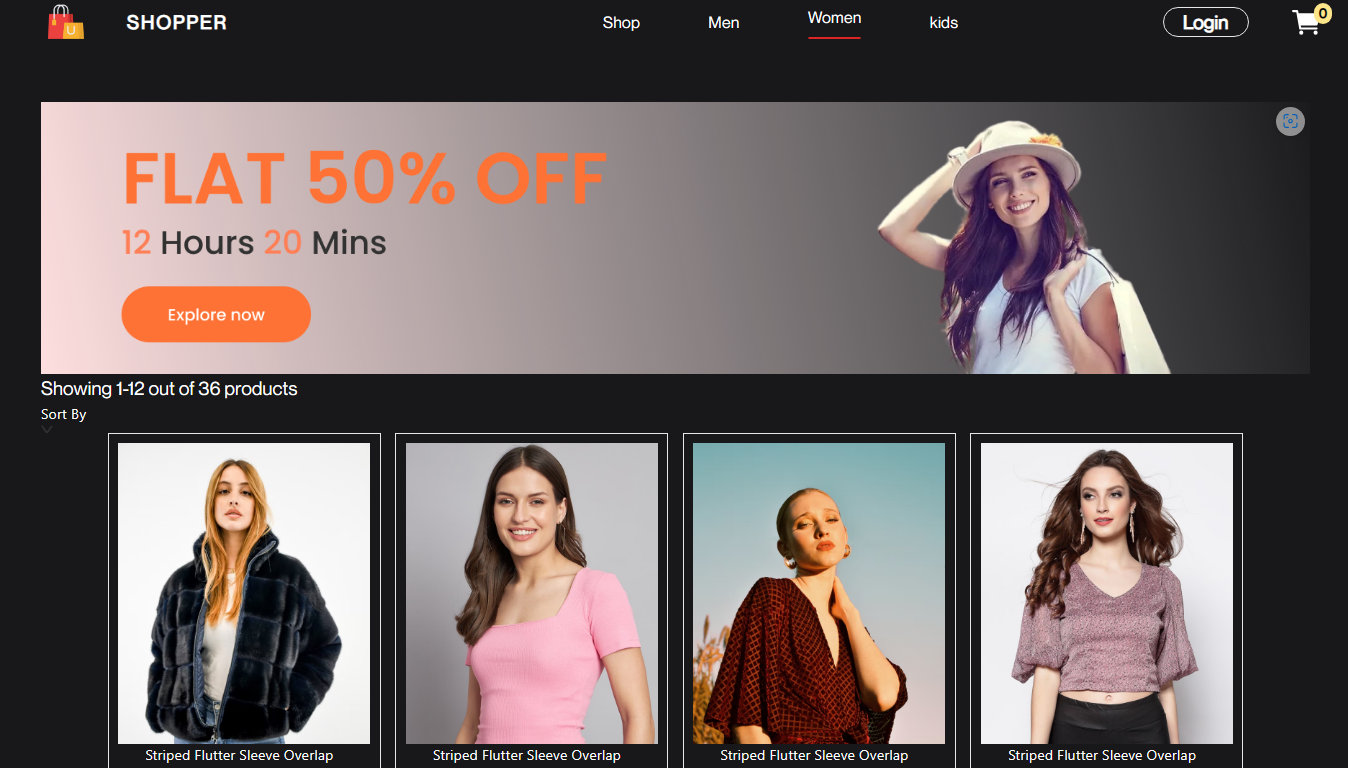 U
SHOPPER
Shop
Men
Women
kids
Login
0
FLAT 50% OFF
12 Hours 20 Mins
Explore now
Showing 1-12 out of 36 products
Sort By
Striped Flutter Sleeve Overlap
Striped Flutter Sleeve Overlap
Striped Flutter Sleeve Overlap
Striped Flutter Sleeve Overlap